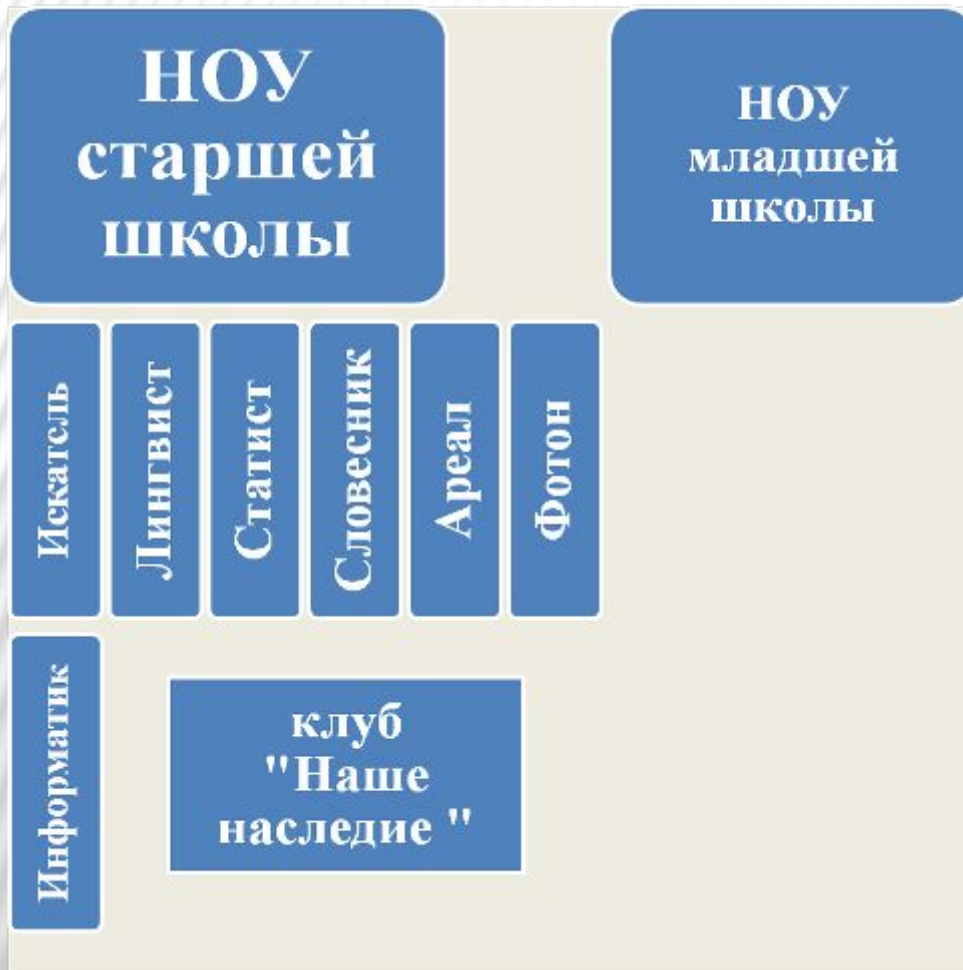 НОУ
старшей
школы
НОУ
младшей
школы
Искатель
Лингвист
Статист
Словесник
Ареал
Фотон
Информатик
клуб
"Наше
наследие "